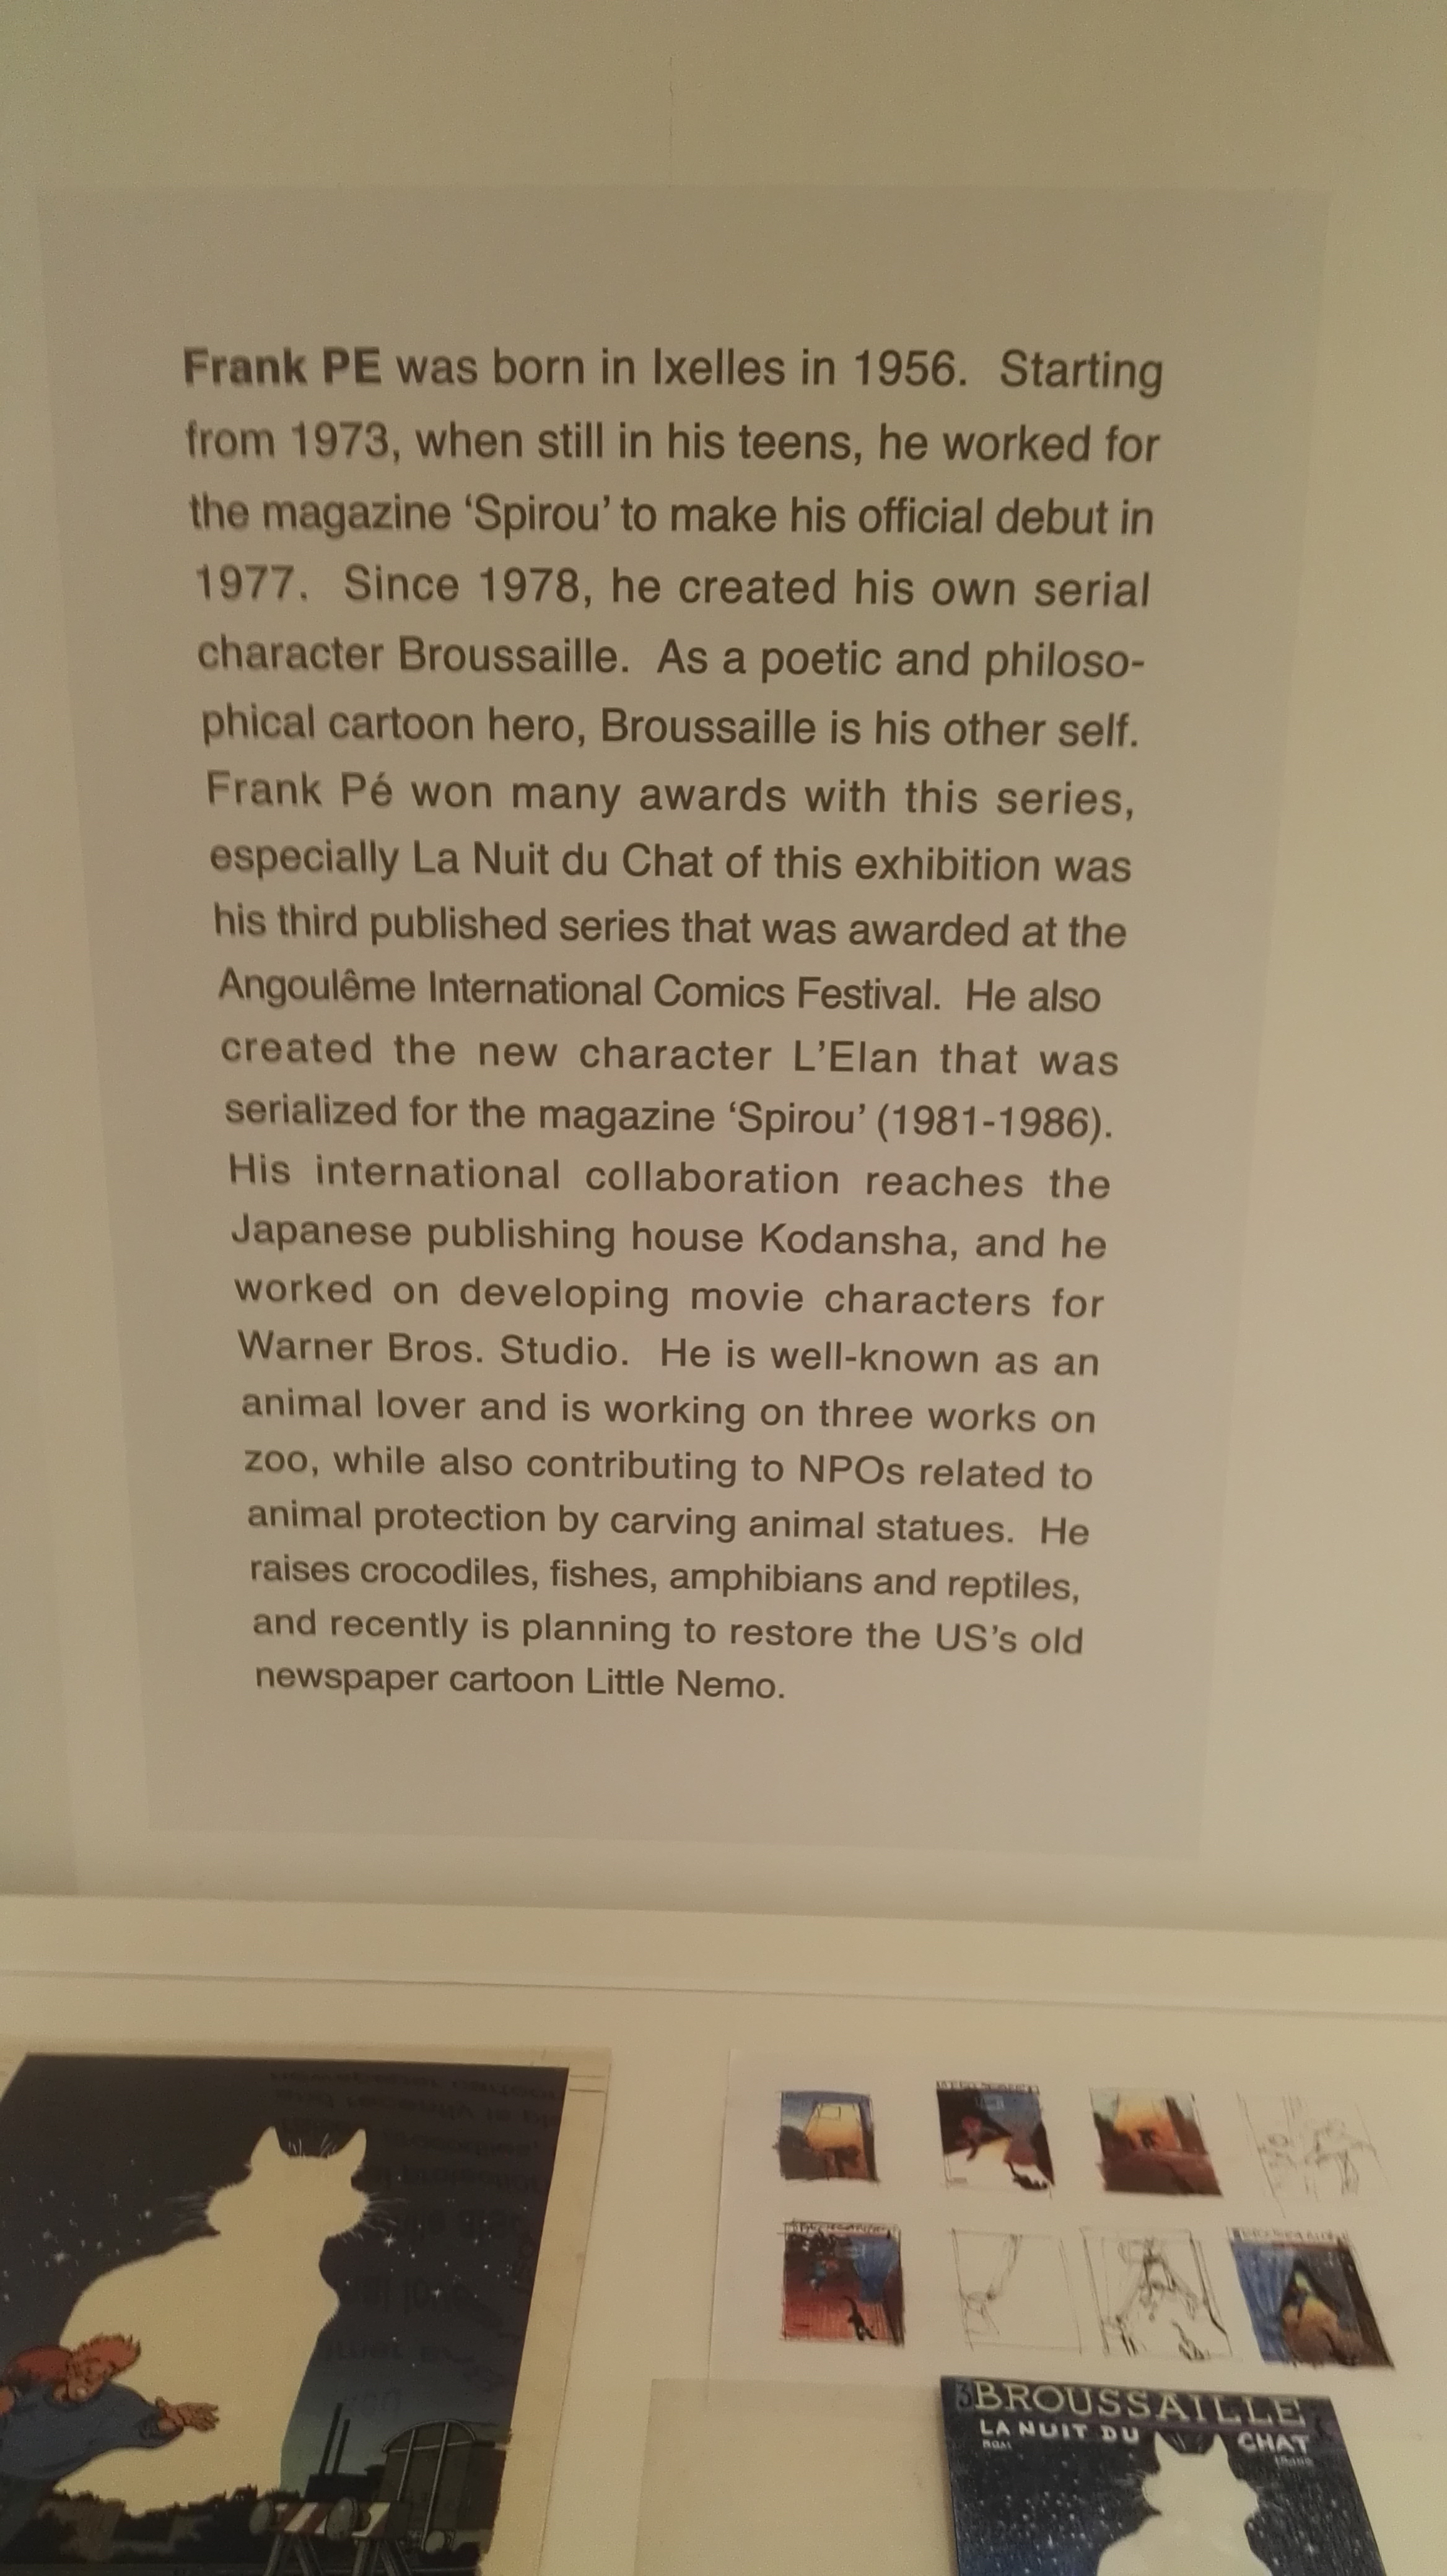 Frank PE was born in Ixelles in 1956. Starting
from 1973, when still in his teens, he worked for
the magazine ‘Spirou’ to make his official debut in
1977. Since 1978, he created his own serial
character Broussaille. As a poetic and philoso-
phical cartoon hero, Broussaille is his other self.
Frank Pé won many awards with this series,
especially La Nuit du Chat of this exhibition was
his third published series that was awarded at the
Angoulême International Comics Festival. He also
created the new character L’Elan that was
serialized for the magazine ‘Spirou’ (1981-1986).
His international collaboration reaches the
Japanese publishing house Kodansha, and he
worked on developing movie characters for
Warner Bros. Studio. He is well-known as an
animal lover and is working on three works on
zoo, while also contributing to NPOs related to
animal protection by carving animal statues. He
raises crocodiles, fishes, amphibians and reptiles,
and recently is planning to restore the US’s old
newspaper cartoon Little Nemo.
3 BROUSSAILLE
LA NUIT DU CHAT